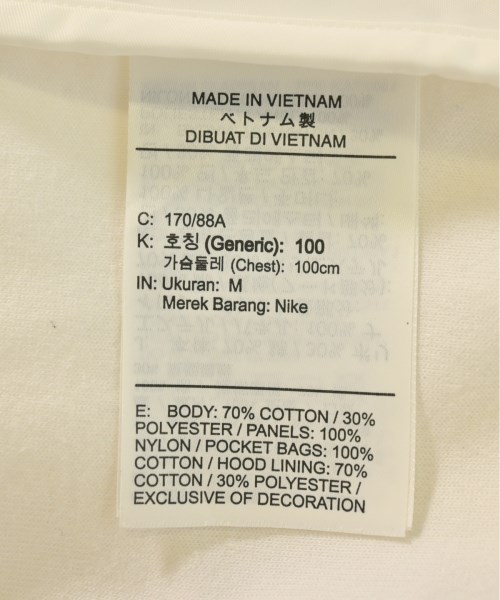 MADE IN VIETNAM
ベトナム製
DIBUAT DI VIETNAM
C: 170/88A
K: 호칭 (Generic): 100
가슴둘레 (Chest): 100cm
IN: Ukuran: M
Merek Barang: Nike
E: BODY: 70% COTTON / 30%
POLYESTER / PANELS: 100%
NYLON / POCKET BAGS: 100%
COTTON / HOOD LINING: 70%
COTTON / 30% POLYESTER /
EXCLUSIVE OF DECORATION